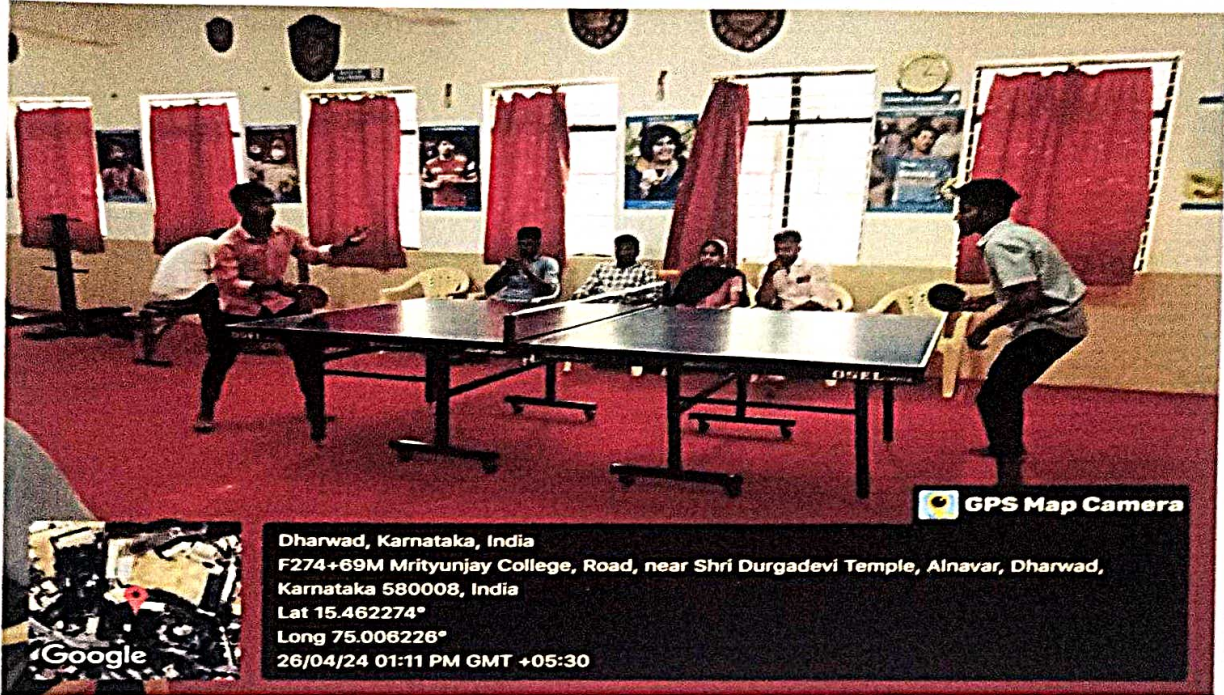 OSEL
GPS Map Camera
Dharwad, Karnataka, India
F274+69M Mrityunjay College, Road, near Shri Durgadevi Temple, Alnavar, Dharwad,
Karnataka 580008, India
Lat 15.462274°
Long 75.006226°
26/04/24 01:11 PM GMT +05:30
Google